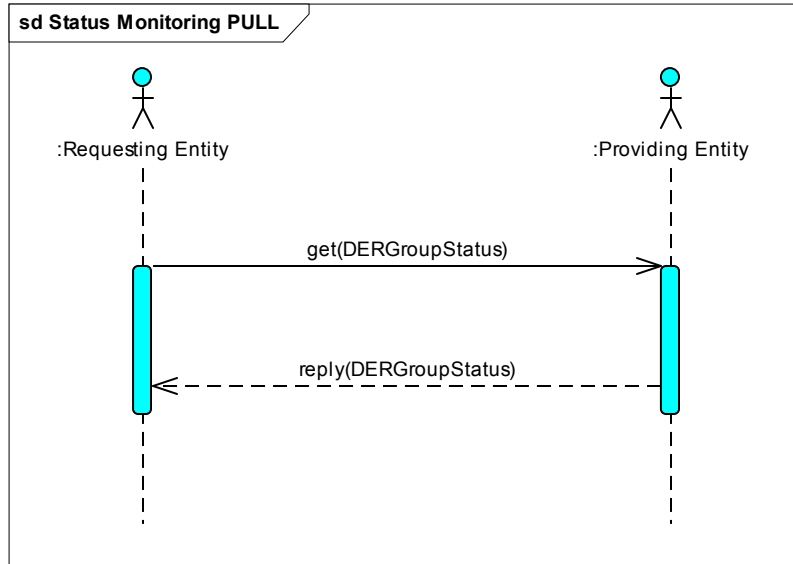 sd Status Monitoring PULL
:Requesting Entity
:Providing Entity
get(DERGroupStatus)
reply(DERGroupStatus)